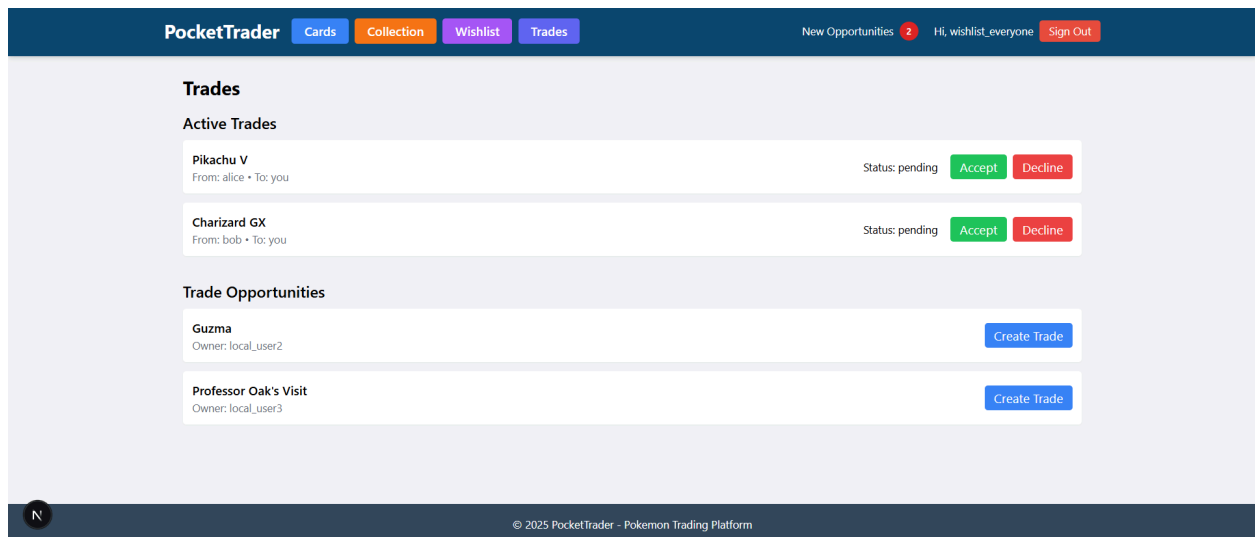 PocketTrader Cards Collection Wishlist Trades New Opportunities 2 Hi, wishlist_everyone Sign Out
Trades
Active Trades
Pikachu V
From: alice • To: you
Status: pending Accept Decline
Charizard GX
From: bob • To: you
Status: pending Accept Decline
Trade Opportunities
Guzma
Owner: local_user2
Create Trade
Professor Oak's Visit
Owner: local_user3
Create Trade
N
© 2025 PocketTrader - Pokemon Trading Platform